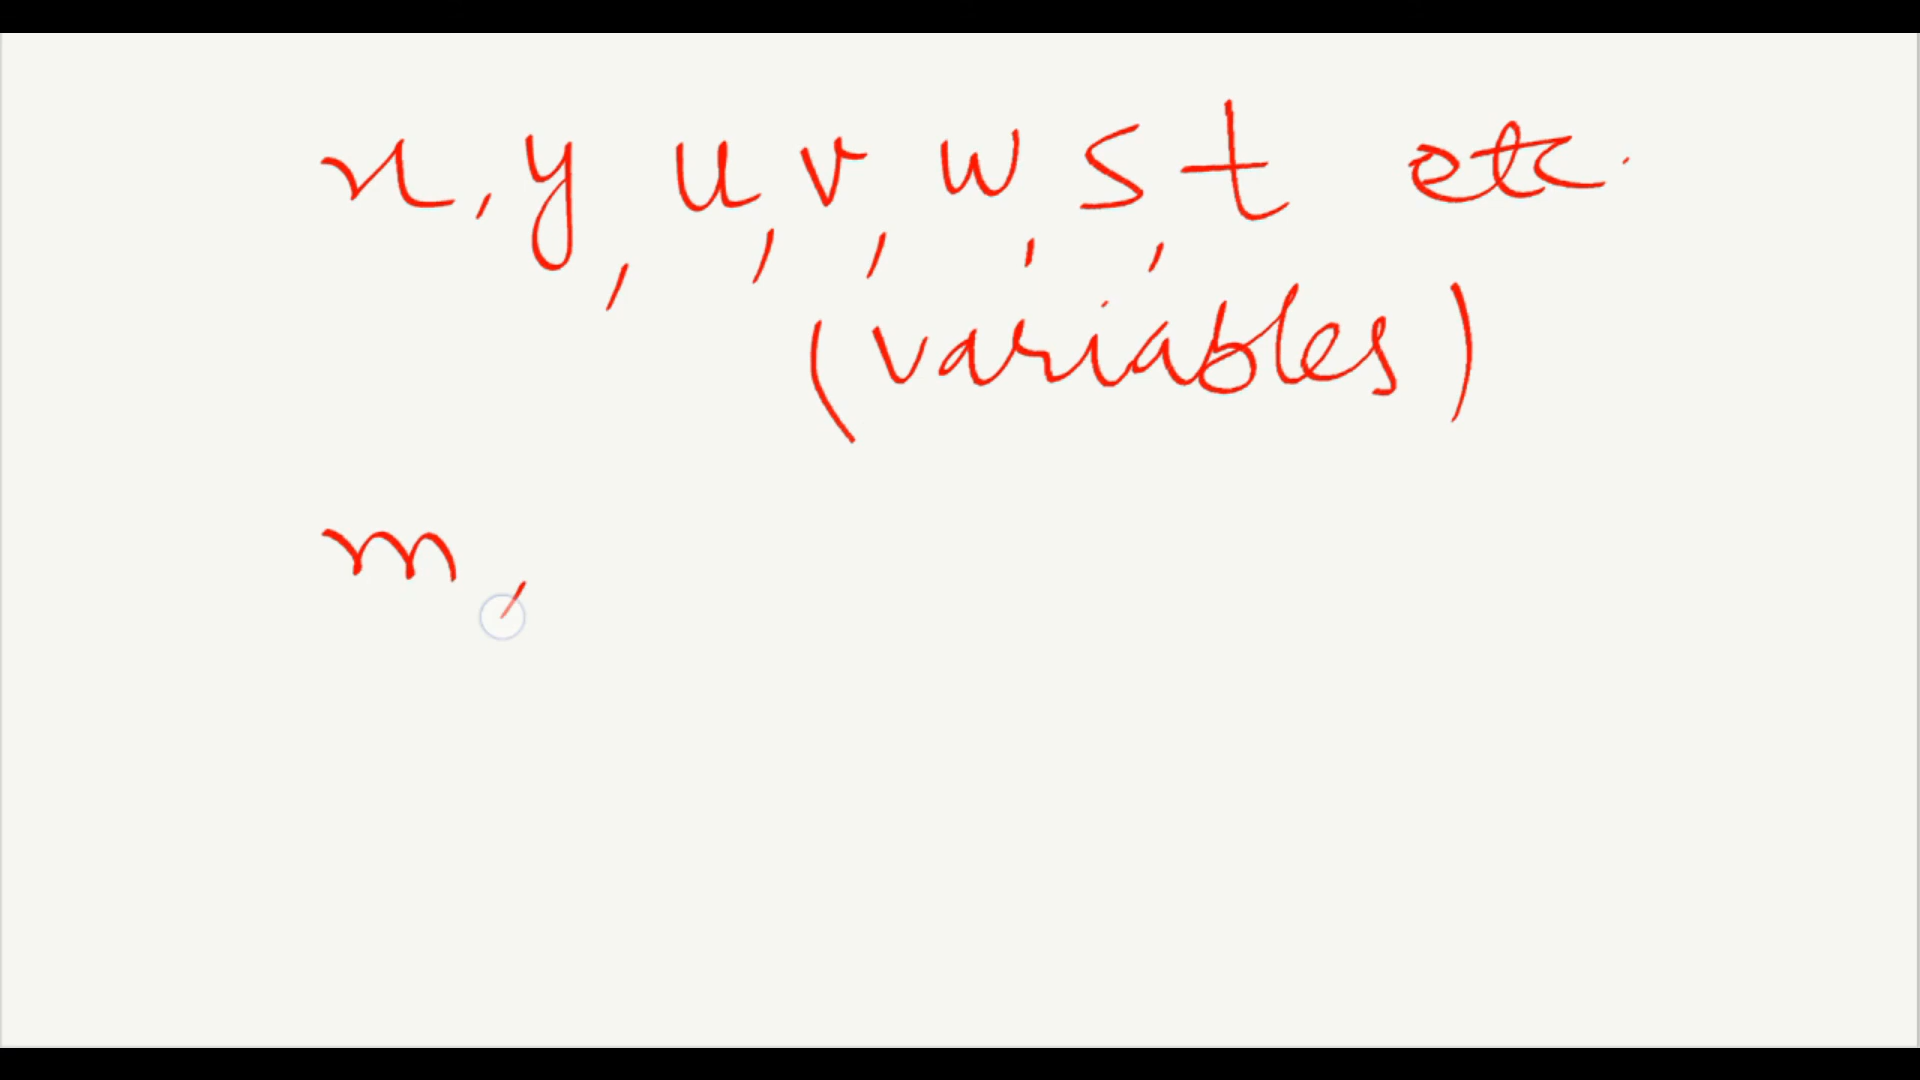 x, y, u, v, w, s, t etc.
(variables)
m,